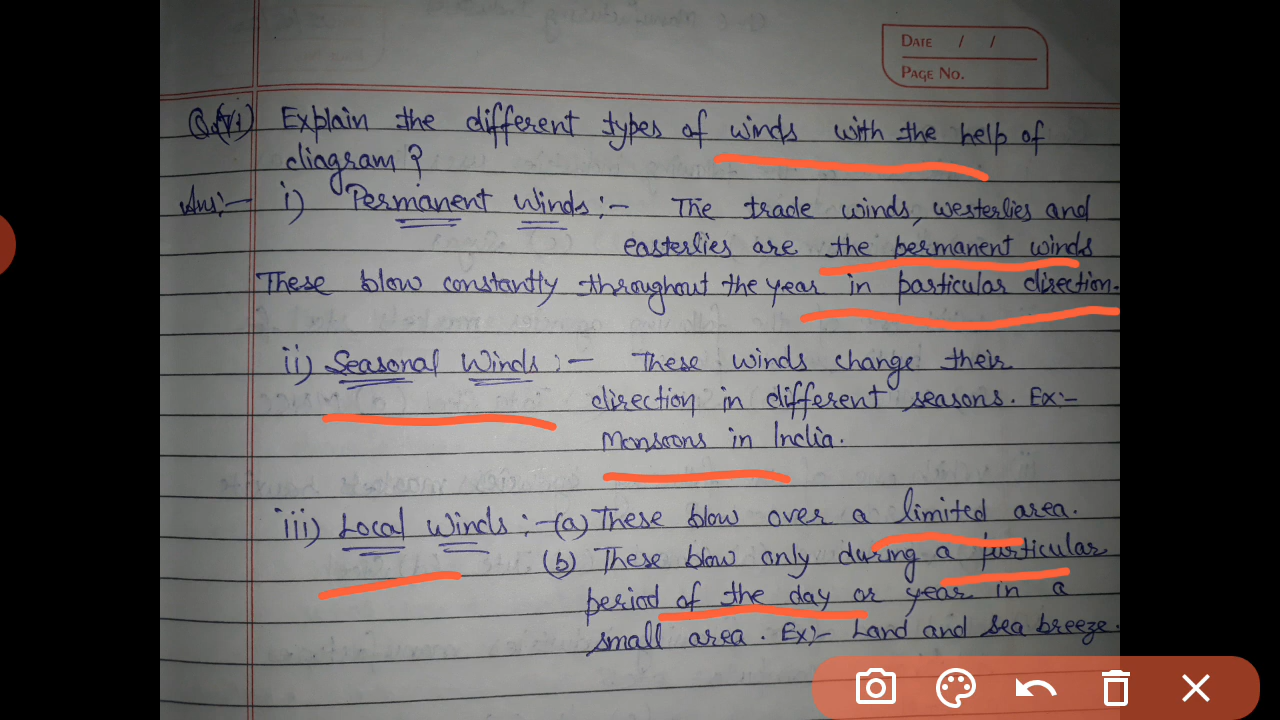 DATE / /
PAGE NO.
Q.(vi) Explain the different types of winds with the help of
diagram?
Ans:- i) Permanent Winds:- The trade winds, westerlies and
easterlies are the permanent winds
These blow constantly throughout the year in particular direction.
ii) Seasonal Winds:- These winds change their
direction in different seasons. Ex:-
Monsoons in India.
iii) Local Winds:- (a) These blow over a limited area.
(b) These blow only during a particular
period of the day or year in a
small area. Ex:- Land and sea breeze.